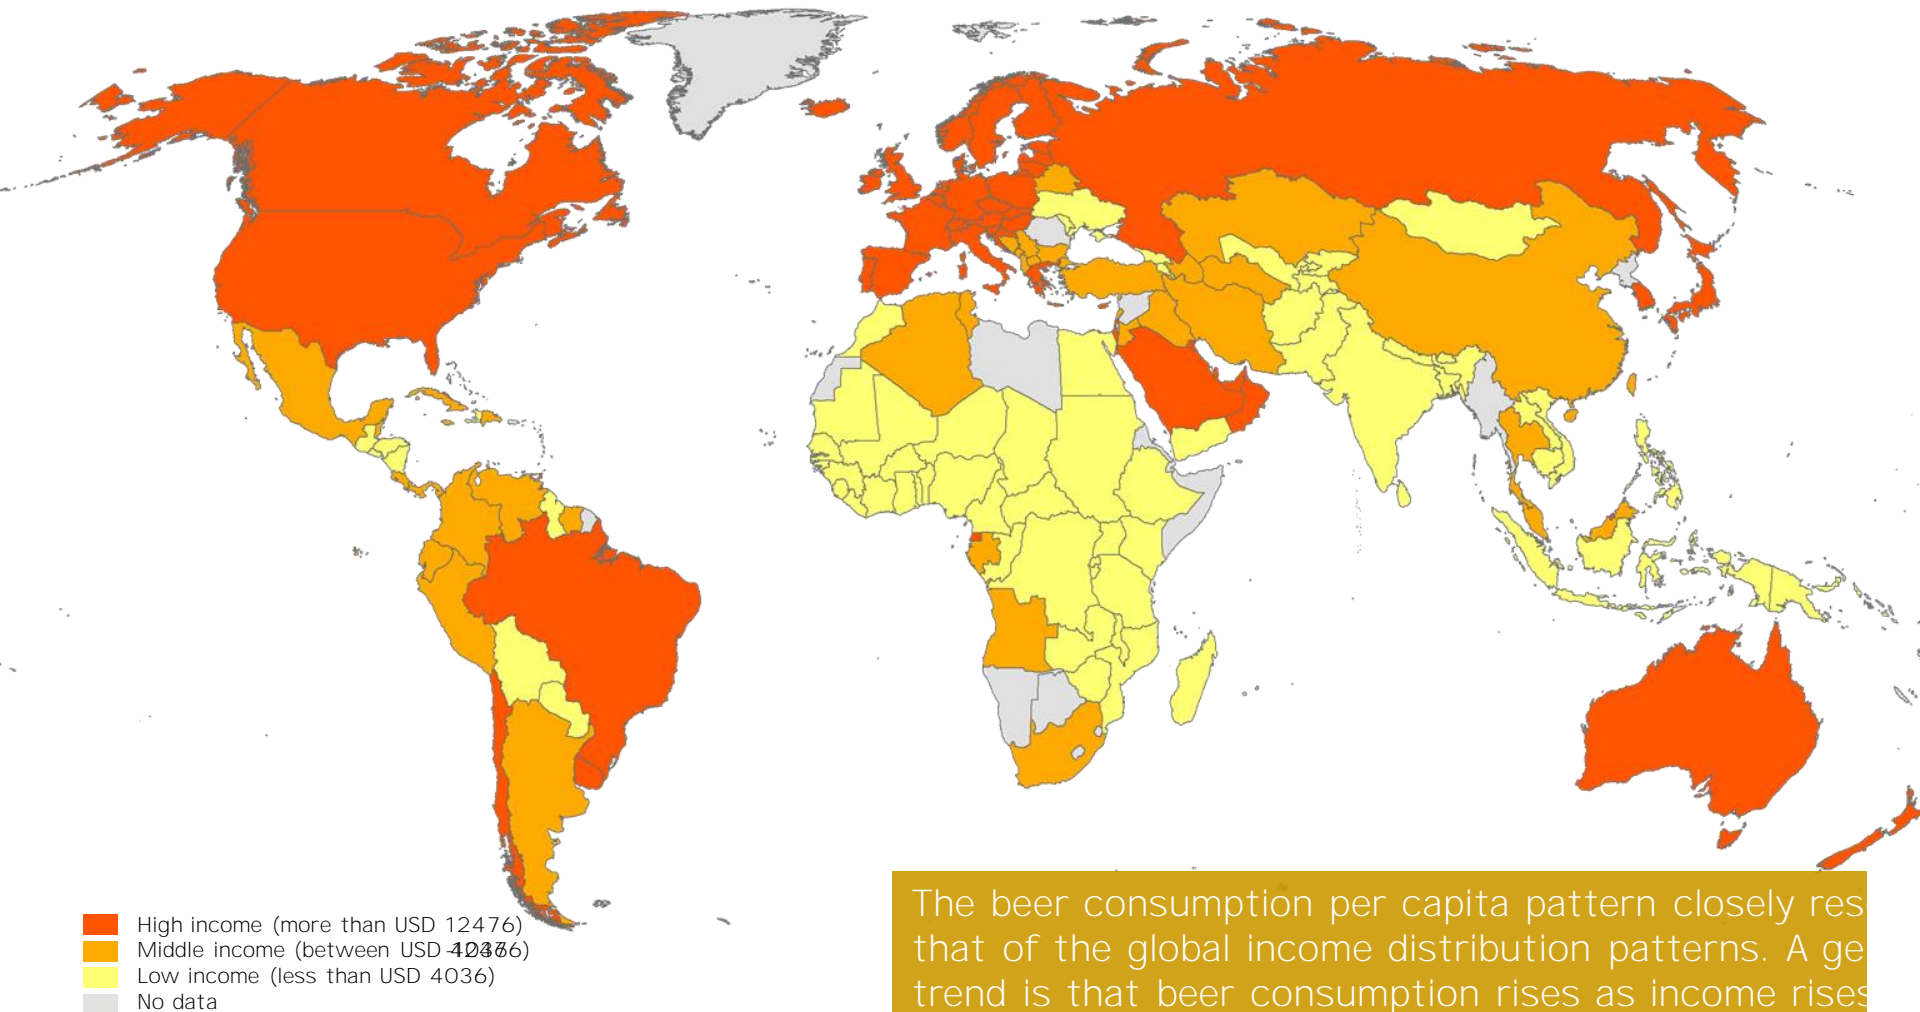 High income (more than USD 12476)
Middle income (between USD 4036-12476)
Low income (less than USD 4036)
No data
The beer consumption per capita pattern closely res
that of the global income distribution patterns. A ge
trend is that beer consumption rises as income rises